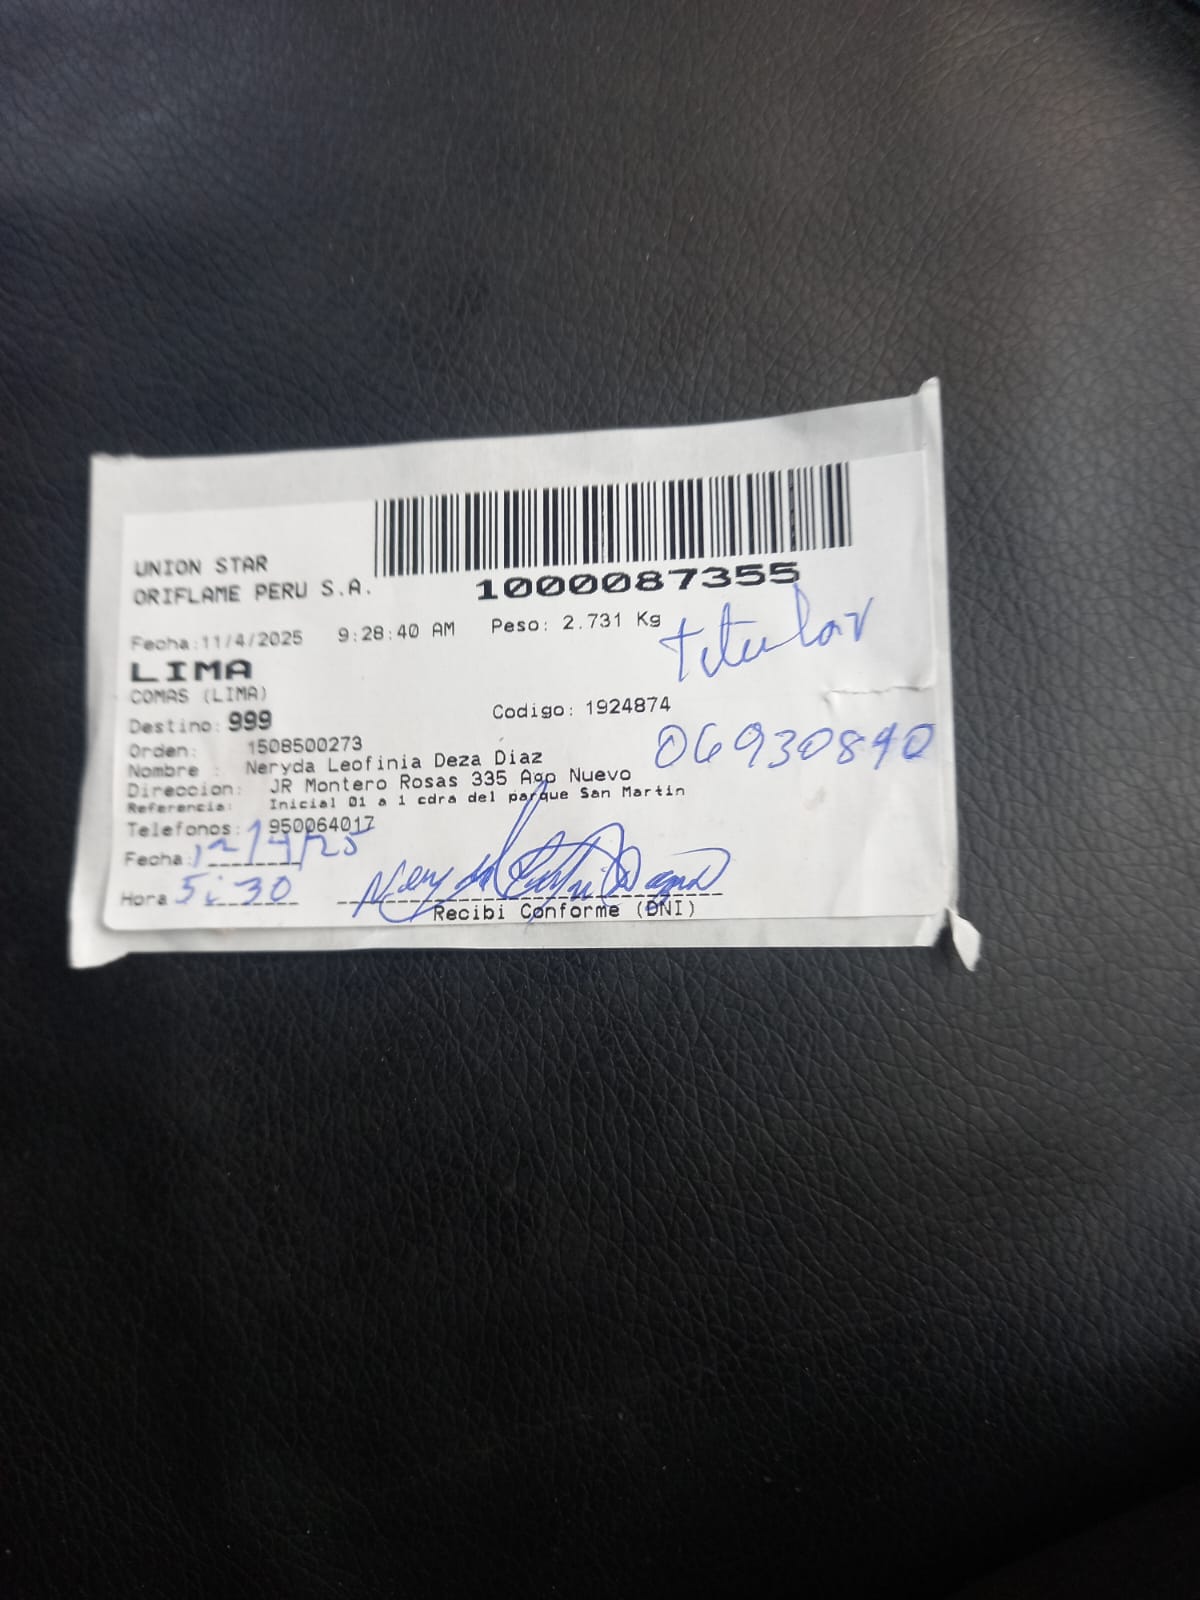 UNION STAR
ORIFLAME PERU S.A.
1000087355
Fecha:11/4/2025 9:28:40 AM Peso: 2.731 Kg
titular
LIMA
COMAS (LIMA)
Destino: 999 Codigo: 1924874
Orden: 1508500273
06930840
Nombre : Neryda Leofinia Deza Diaz
Direccion: JR Montero Rosas 335 Ago Nuevo
Referencia: Inicial 01 a 1 cdra del parque San Martin
Telefonos: 950064017
Fecha: 12/4/25
Hora 5:30
Recibi Conforme (DNI)